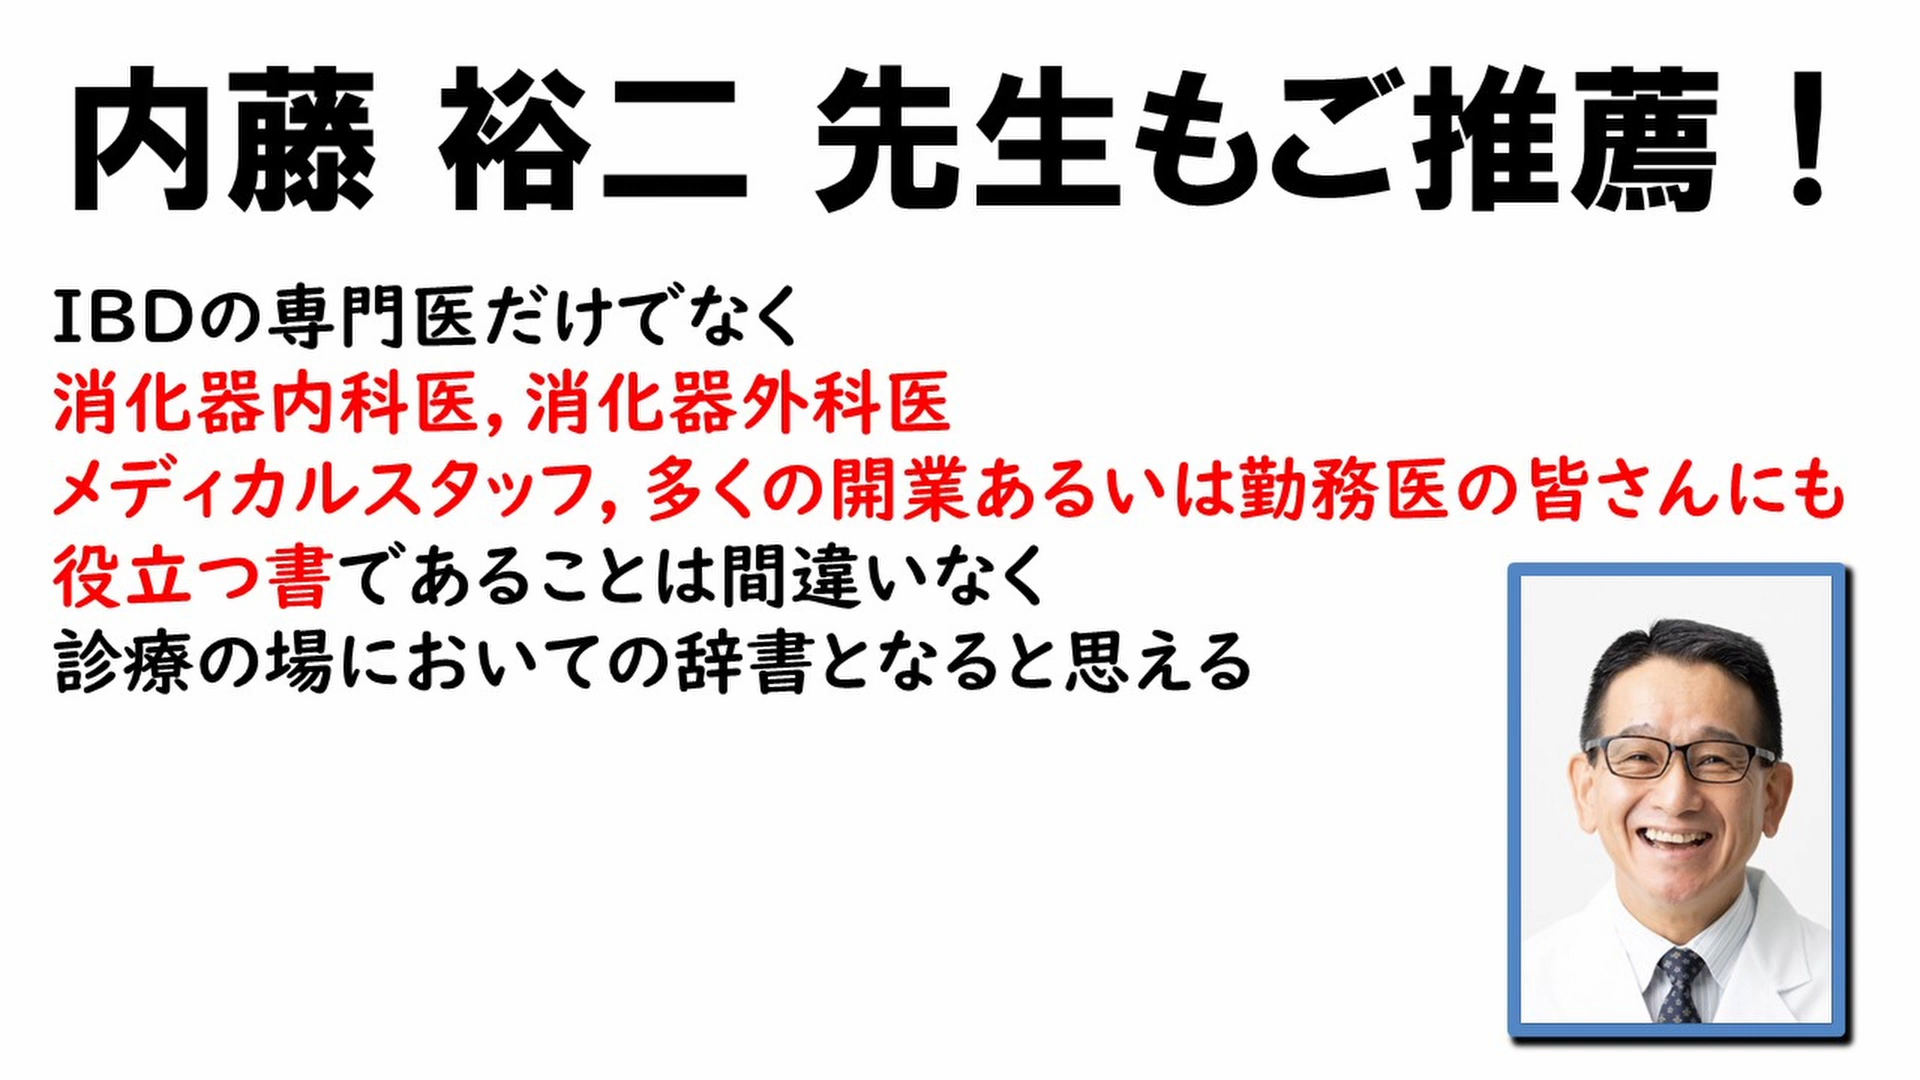 内藤 裕二 先生もご推薦！
IBDの専門医だけでなく
消化器内科医, 消化器外科医
メディカルスタッフ, 多くの開業あるいは勤務医の皆さんにも
役立つ書であることは間違いなく
診療の場においての辞書となると思える